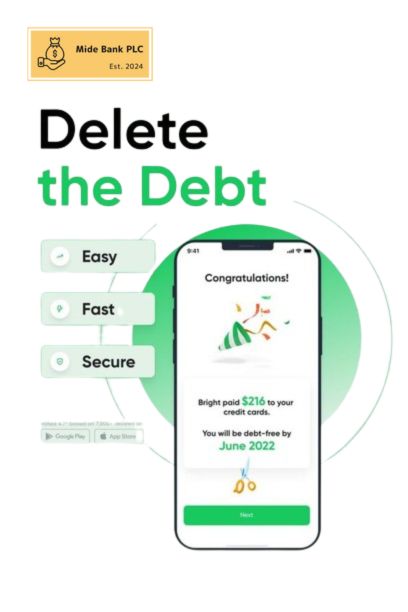 Mide Bank PLC
Est. 2024
Delete
the Debt
Easy
Fast
Secure
Google Play
App Store
9:41
Congratulations!
Bright paid $216 to your
credit cards.
You will be debt-free by
June 2022
Next